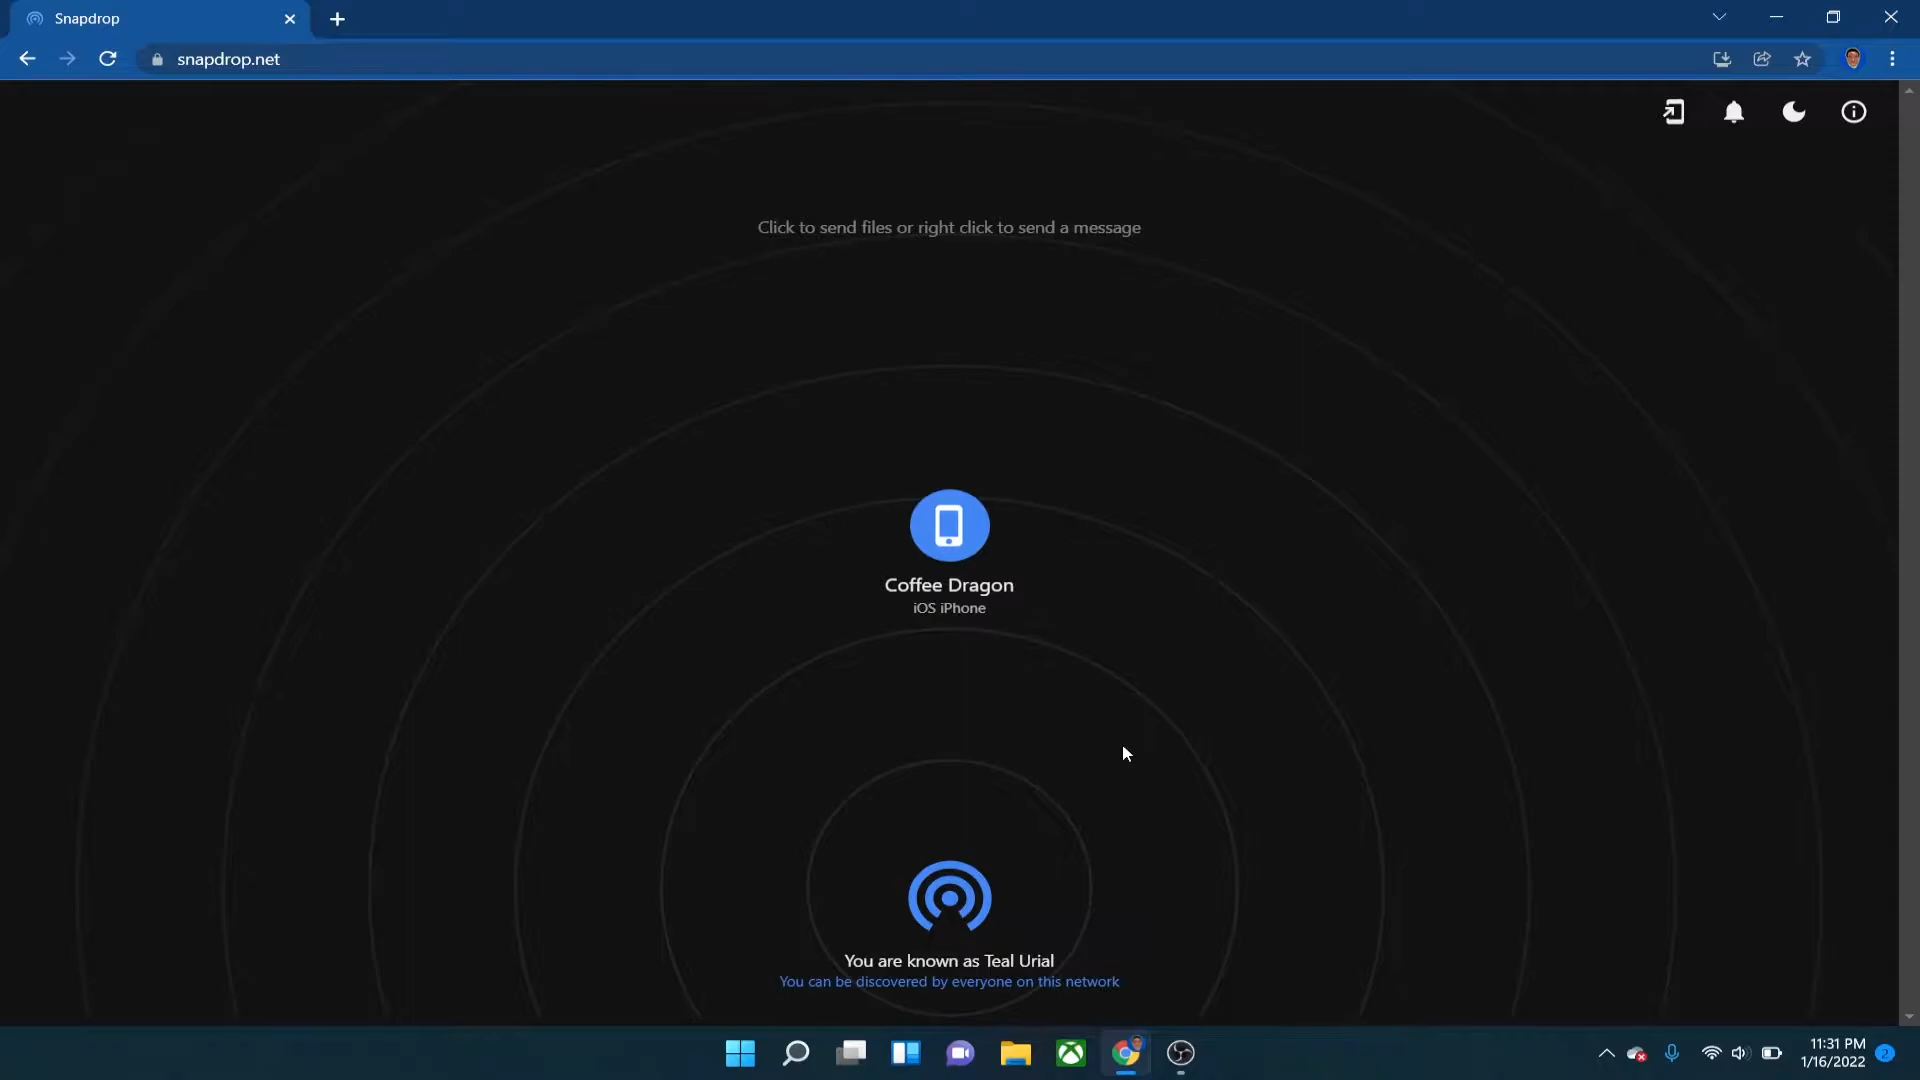 Snapdrop
snapdrop.net
Click to send files or right click to send a message
Coffee Dragon
iOS iPhone
You are known as Teal Urial
You can be discovered by everyone on this network
11:31 PM
1/16/2022
2